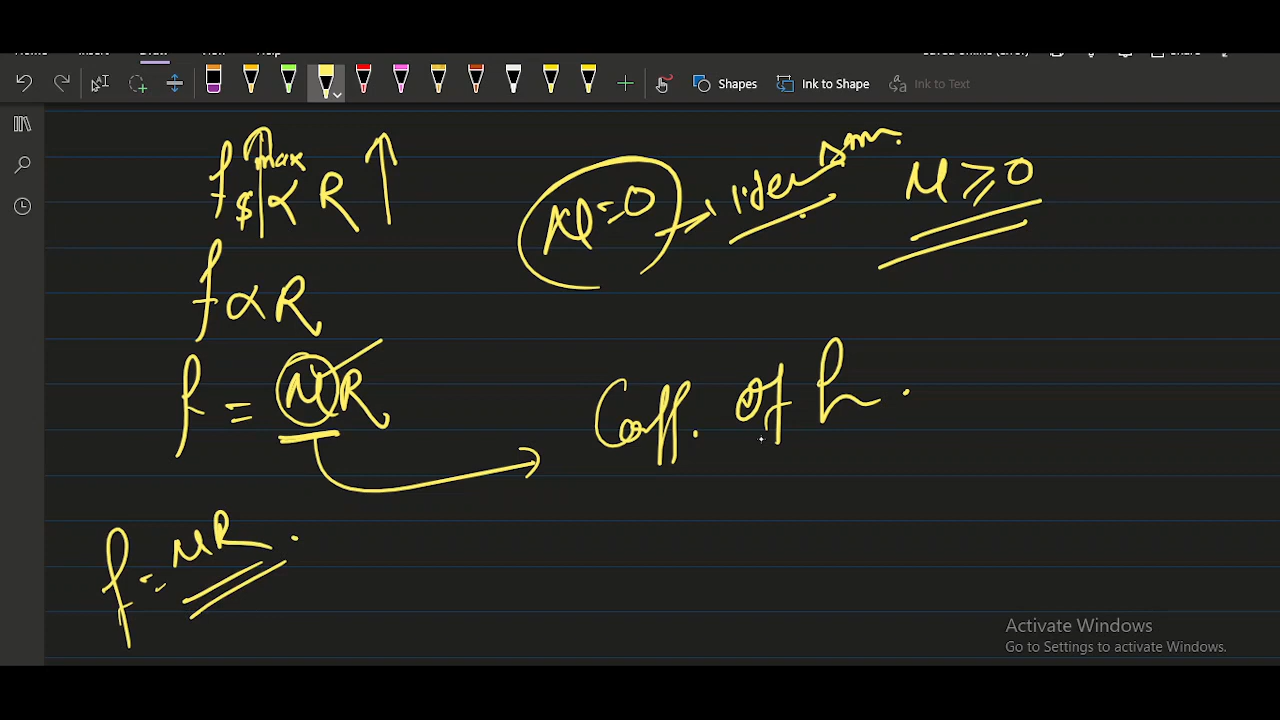 Shapes
Ink to Shape
Ink to Text
f s max ∝ R ↑
μ = 0 → Iden
μ ≥ 0
f ∝ R
f = μR
Coff. of f.
f = μR.
Activate Windows
Go to Settings to activate Windows.